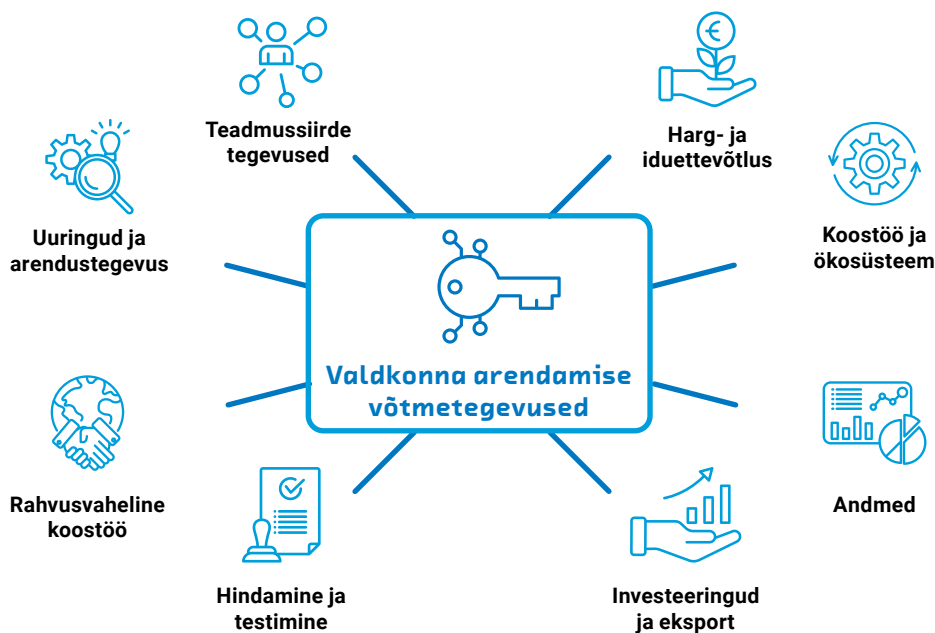 Teadmussiirde
tegevused
Harg- ja
iduettevõtlus
Uuringud ja
arendustegevus
Koostöö ja
ökosüsteem
Valdkonna arendamise
võtmetegevused
Rahvusvaheline
koostöö
Andmed
Hindamine ja
testimine
Investeeringud
ja eksport